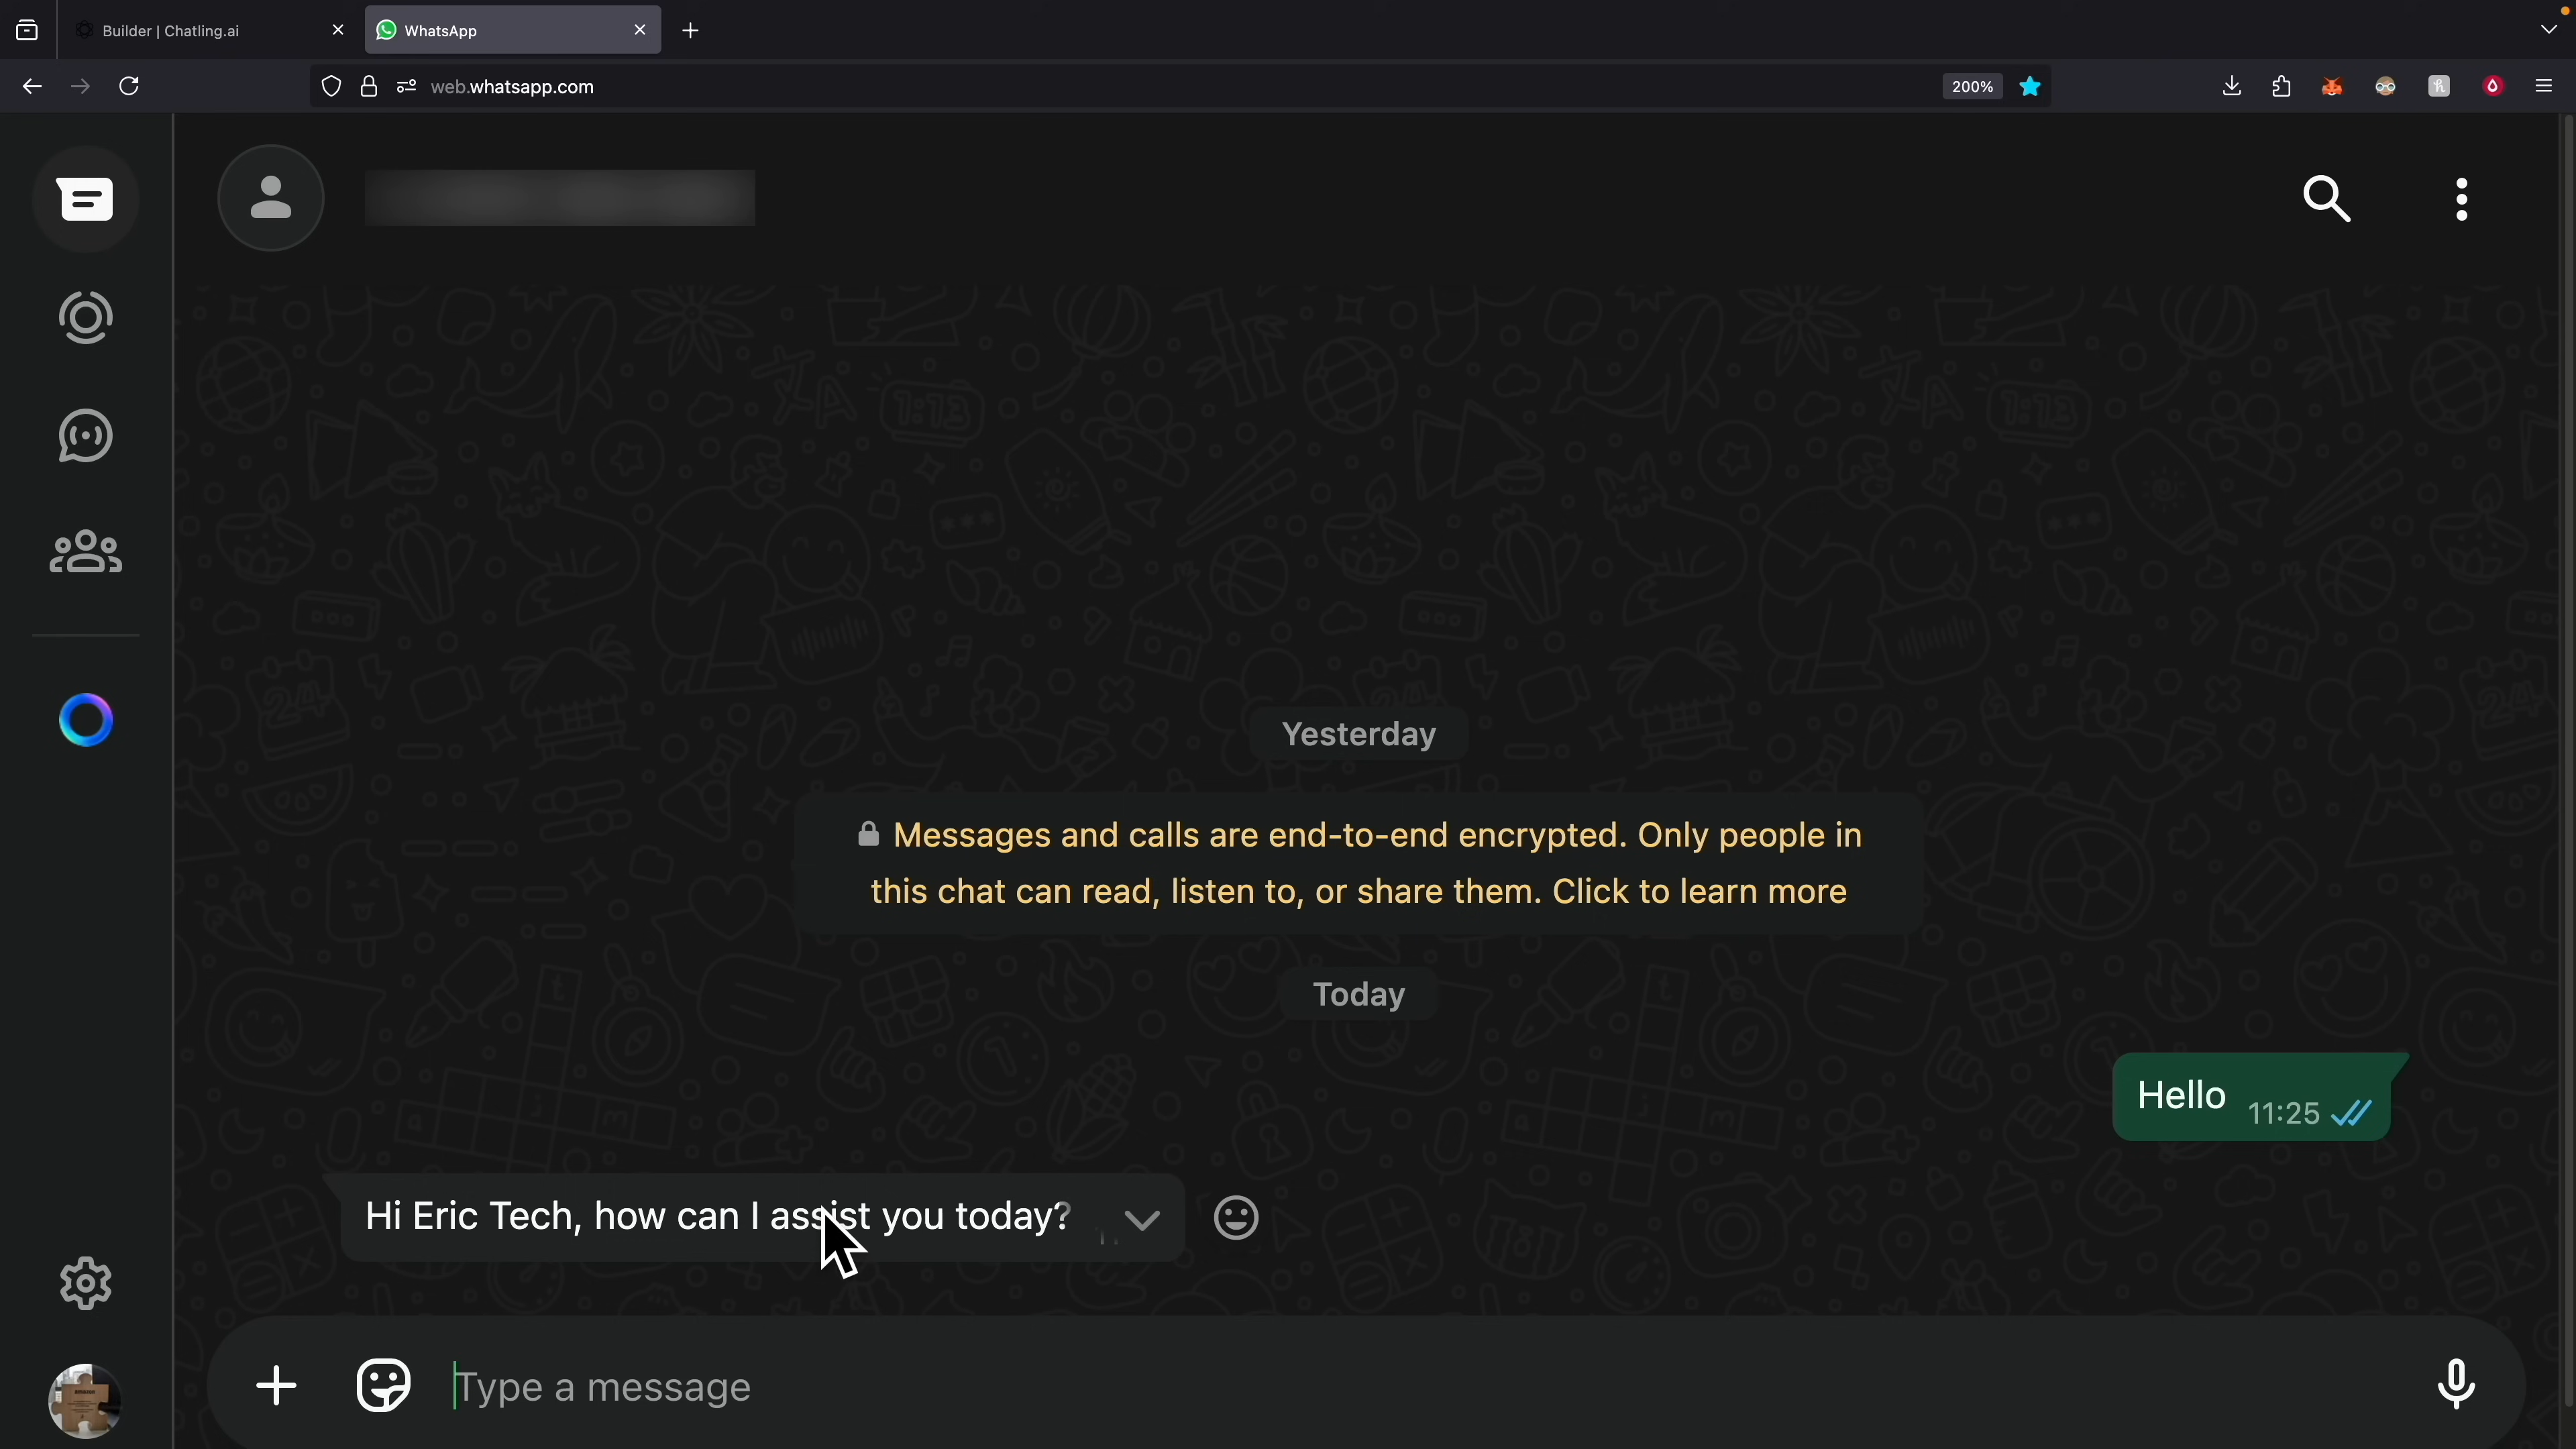 Builder | Chatling.ai
WhatsApp
web.whatsapp.com
200%
Yesterday
Messages and calls are end-to-end encrypted. Only people in
this chat can read, listen to, or share them. Click to learn more
Today
Hello 11:25
Hi Eric Tech, how can I assist you today?
Type a message